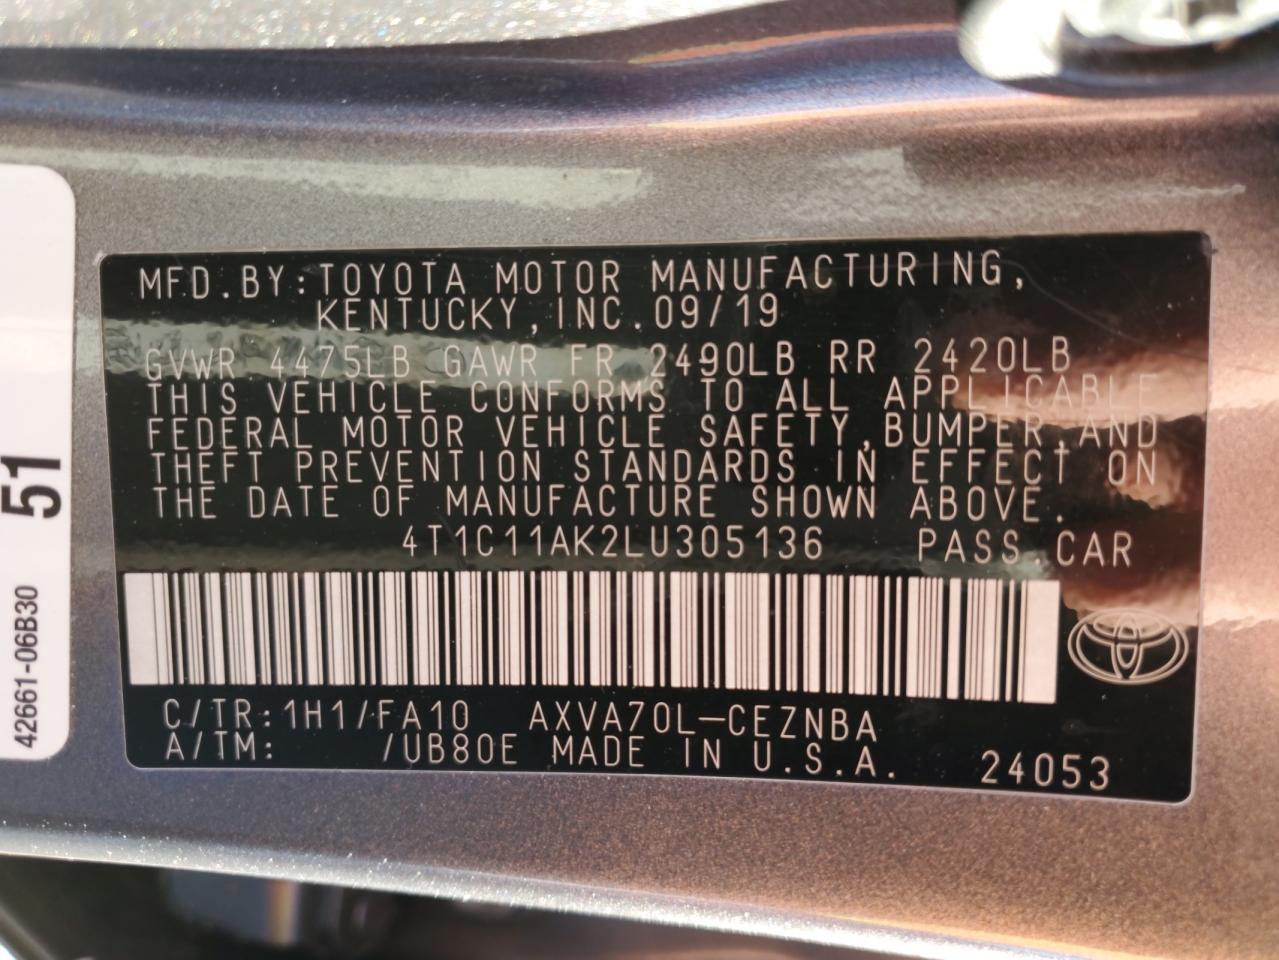 MFD.BY:TOYOTA MOTOR MANUFACTURING,
KENTUCKY,INC.09/19
GVWR 4475LB GAWR FR 2490LB RR 2420LB
THIS VEHICLE CONFORMS TO ALL APPLICABLE
FEDERAL MOTOR VEHICLE SAFETY,BUMPER,AND
THEFT PREVENTION STANDARDS IN EFFECT ON
THE DATE OF MANUFACTURE SHOWN ABOVE.
4T1C11AK2LU305136 PASS.CAR
C/TR:1H1/FA10 AXVA70L-CEZNBA
A/TM: /UB80E MADE IN U.S.A. 24053
51
42661-06B30